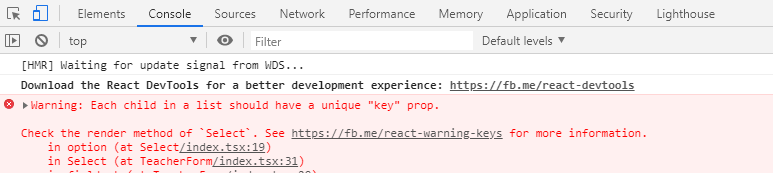 Elements Console Sources Network Performance Memory Application Security Lighthouse
top Filter Default levels
[HMR] Waiting for update signal from WDS...
Download the React DevTools for a better development experience: https://fb.me/react-devtools
Warning: Each child in a list should have a unique "key" prop.
Check the render method of `Select`. See https://fb.me/react-warning-keys for more information.
in option (at Select/index.tsx:19)
in Select (at TeacherForm/index.tsx:31)